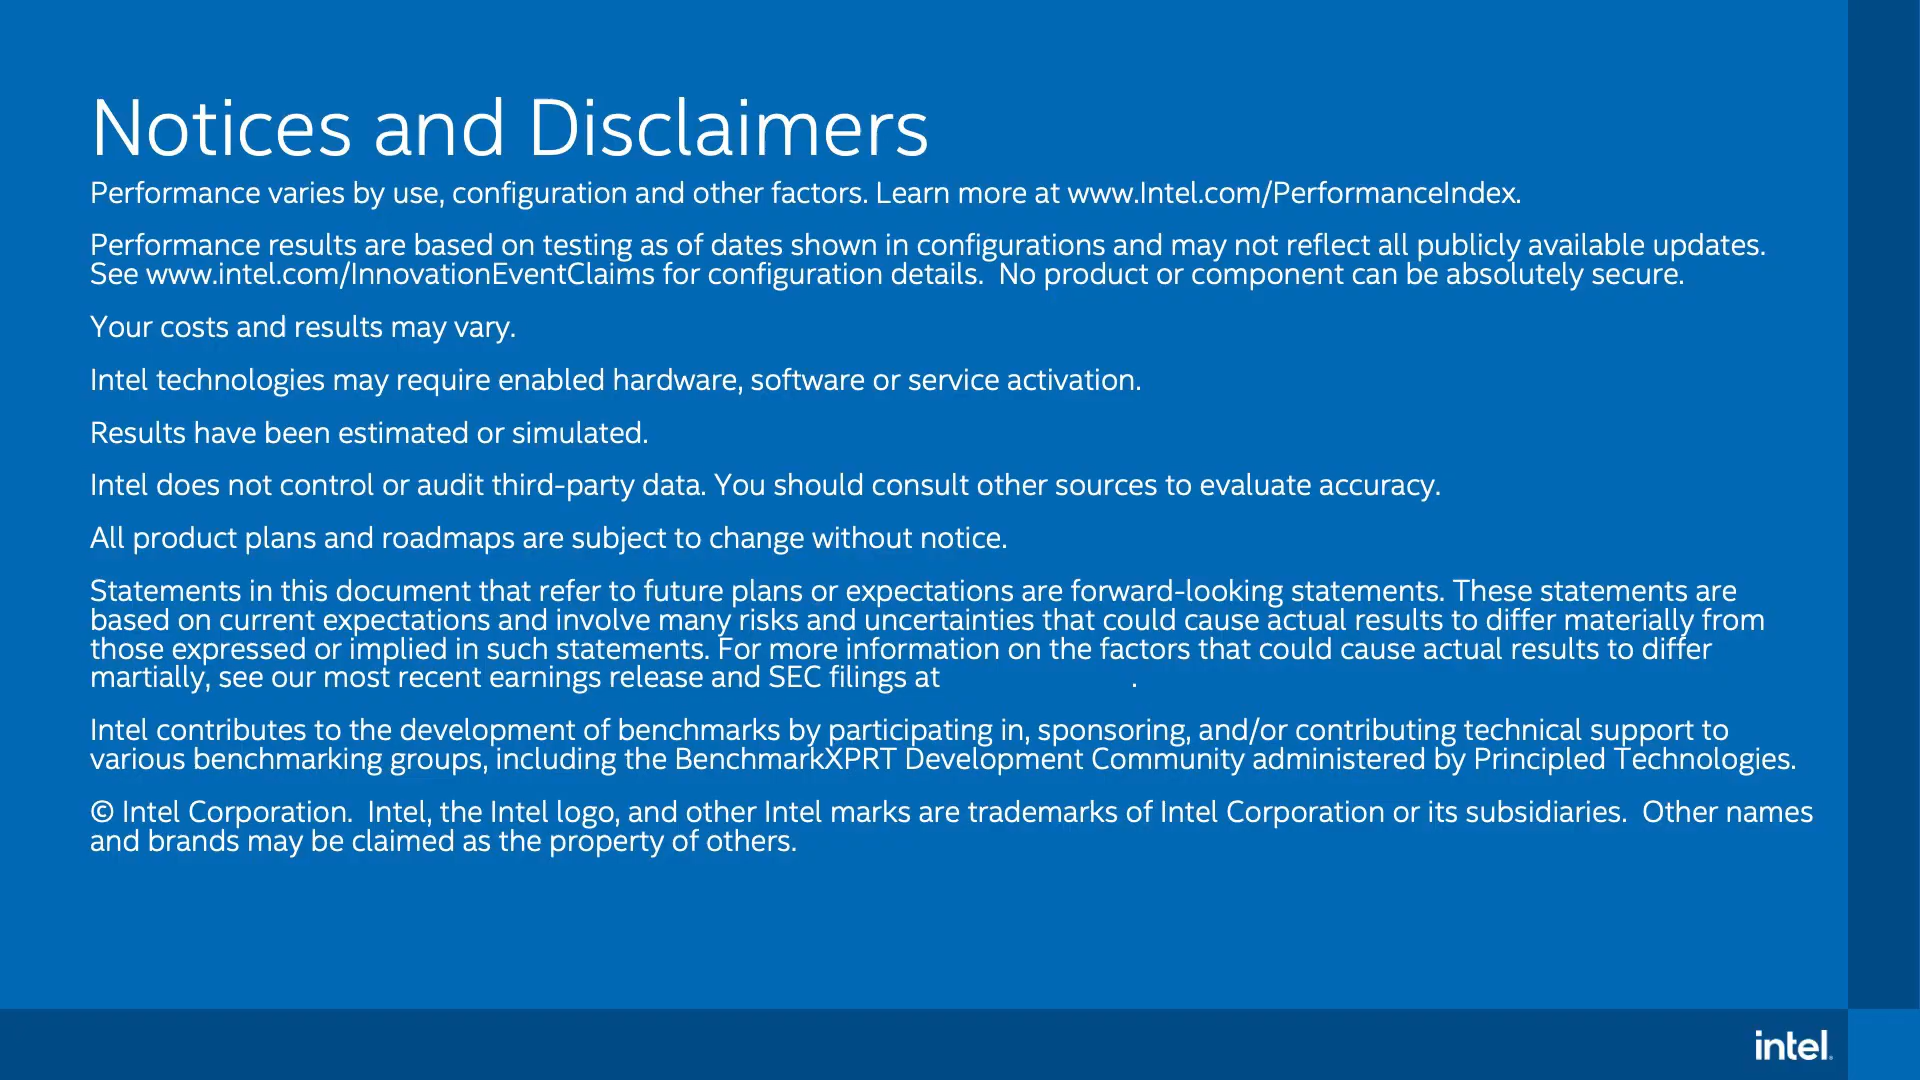 Notices and Disclaimers
Performance varies by use, configuration and other factors. Learn more at www.Intel.com/PerformanceIndex.
Performance results are based on testing as of dates shown in configurations and may not reflect all publicly available updates.
See www.intel.com/InnovationEventClaims for configuration details.  No product or component can be absolutely secure.
Your costs and results may vary.
Intel technologies may require enabled hardware, software or service activation.
Results have been estimated or simulated.
Intel does not control or audit third-party data. You should consult other sources to evaluate accuracy.
All product plans and roadmaps are subject to change without notice.
Statements in this document that refer to future plans or expectations are forward-looking statements. These statements are
based on current expectations and involve many risks and uncertainties that could cause actual results to differ materially from
those expressed or implied in such statements. For more information on the factors that could cause actual results to differ
martially, see our most recent earnings release and SEC filings at .
Intel contributes to the development of benchmarks by participating in, sponsoring, and/or contributing technical support to
various benchmarking groups, including the BenchmarkXPRT Development Community administered by Principled Technologies.
© Intel Corporation.  Intel, the Intel logo, and other Intel marks are trademarks of Intel Corporation or its subsidiaries.  Other names
and brands may be claimed as the property of others.
intel.